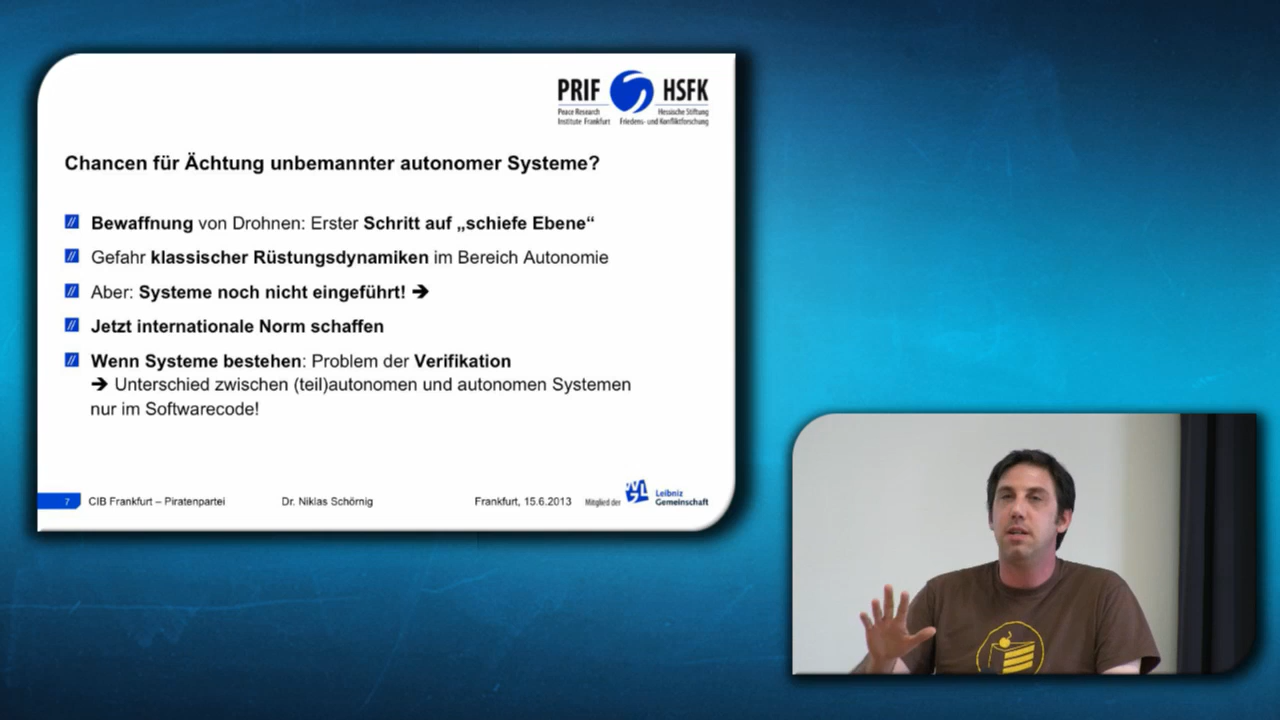 PRIF HSFK
Peace Research Hessische Stiftung
Institute Frankfurt Friedens- und Konfliktforschung
Chancen für Ächtung unbemannter autonomer Systeme?
Bewaffnung von Drohnen: Erster Schritt auf „schiefe Ebene“
Gefahr klassischer Rüstungsdynamiken im Bereich Autonomie
Aber: Systeme noch nicht eingeführt! ➔
Jetzt internationale Norm schaffen
Wenn Systeme bestehen: Problem der Verifikation
➔ Unterschied zwischen (teil)autonomen und autonomen Systemen
nur im Softwarecode!
7 CIB Frankfurt – Piratenpartei Dr. Niklas Schörnig Frankfurt, 15.6.2013 Mitglied der Leibniz
Gemeinschaft